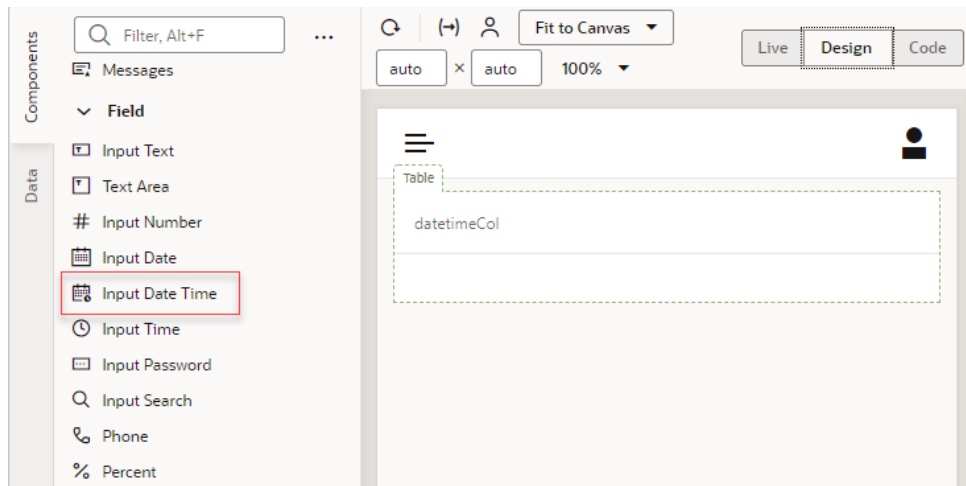 Components
Data
Filter, Alt+F
...
Messages
Field
Input Text
Text Area
Input Number
Input Date
Input Date Time
Input Time
Input Password
Input Search
Phone
Percent
Fit to Canvas
auto × auto 100%
Live Design Code
Table
datetimeCol